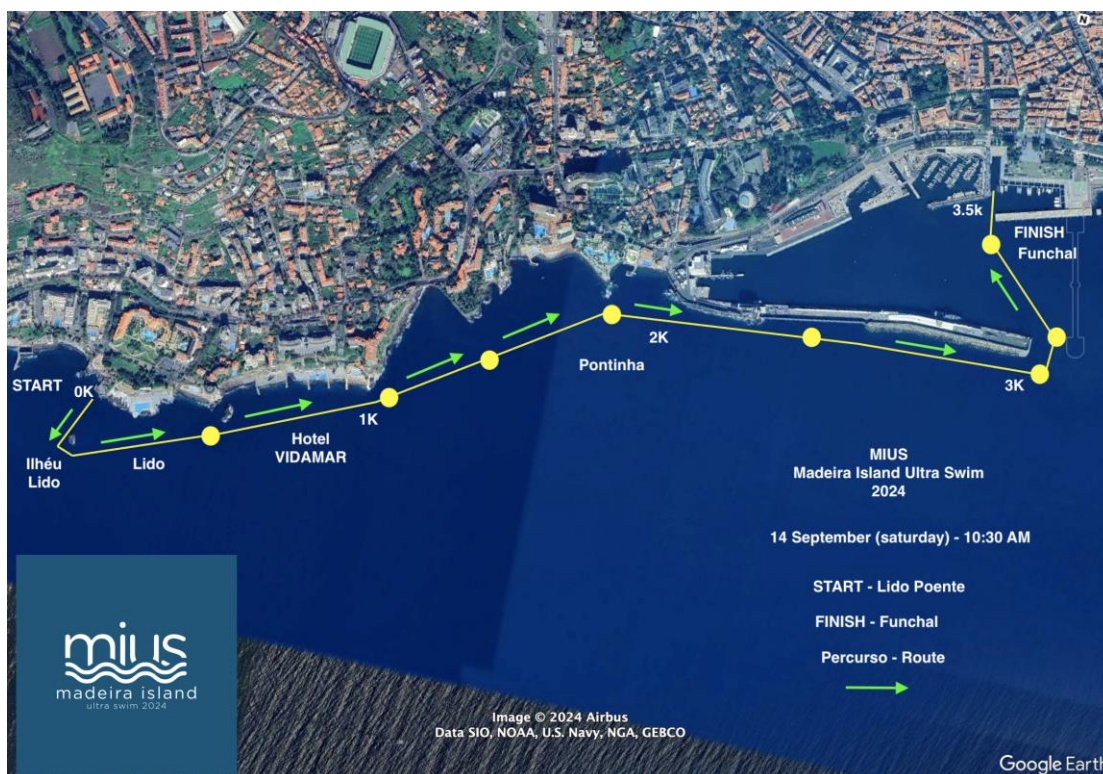 N
3.5k
FINISH
Funchal
2K
Pontinha
3K
START
0K
1K
Hotel
VIDAMAR
Ilhéu
Lido
Lido
MIUS
Madeira Island Ultra Swim
2024
14 September (saturday) - 10:30 AM
START - Lido Poente
FINISH - Funchal
Percurso - Route
mius
madeira island
ultra swim 2024
Image © 2024 Airbus
Data SIO, NOAA, U.S. Navy, NGA, GEBCO
Google Earth